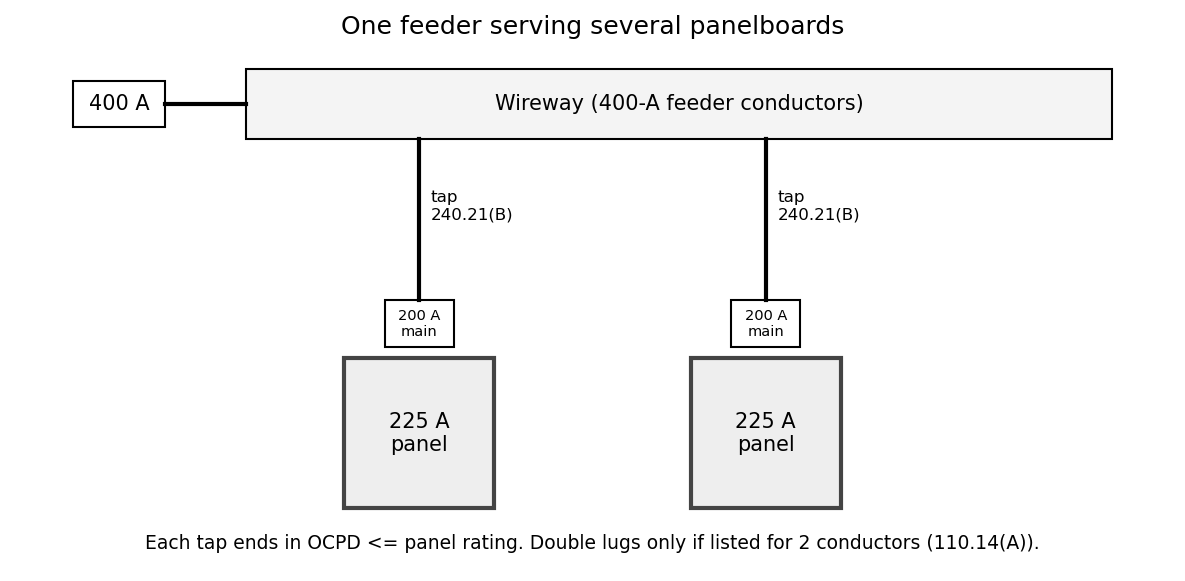 One feeder serving several panelboards
400 A
Wireway (400-A feeder conductors)
tap
240.21(B)
tap
240.21(B)
200 A
main
200 A
main
225 A
panel
225 A
panel
Each tap ends in OCPD <= panel rating. Double lugs only if listed for 2 conductors (110.14(A)).